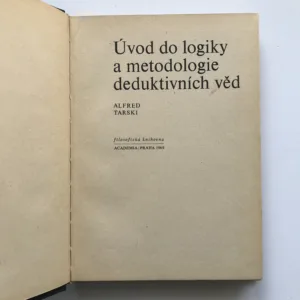 Úvod do logiky
a metodologie
deduktivních věd
ALFRED
TARSKI
filosofická knihovna
ACADEMIA, PRAHA 1969